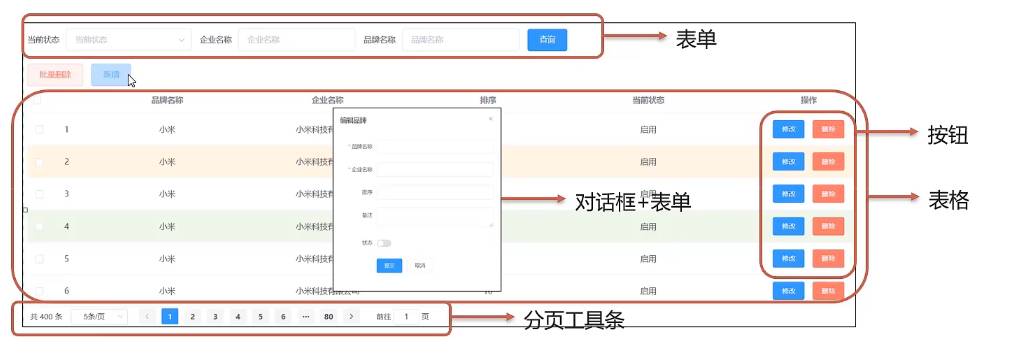 当前状态 当前状态 企业名称 企业名称 品牌名称 品牌名称 查询
表单
批量删除 新增
品牌名称 企业名称 排序 当前状态 操作
1 小米 小米科技有 启用 修改 删除
编辑品牌 ×
* 品牌名称
按钮
2 小米 小米科技有 启用 修改 删除
* 企业名称
3 小米 小米科技有 启用 修改 删除
排序
对话框+表单
表格
备注
4 小米 小米科技有 启用 修改 删除
状态
5 小米 小米科技有 启用 修改 删除
取消
6 小米 小米科技有限公司 10 启用 修改 删除
共 400 条 5条/页 < 1 2 3 4 5 6 ··· 80 > 前往 1 页
分页工具条